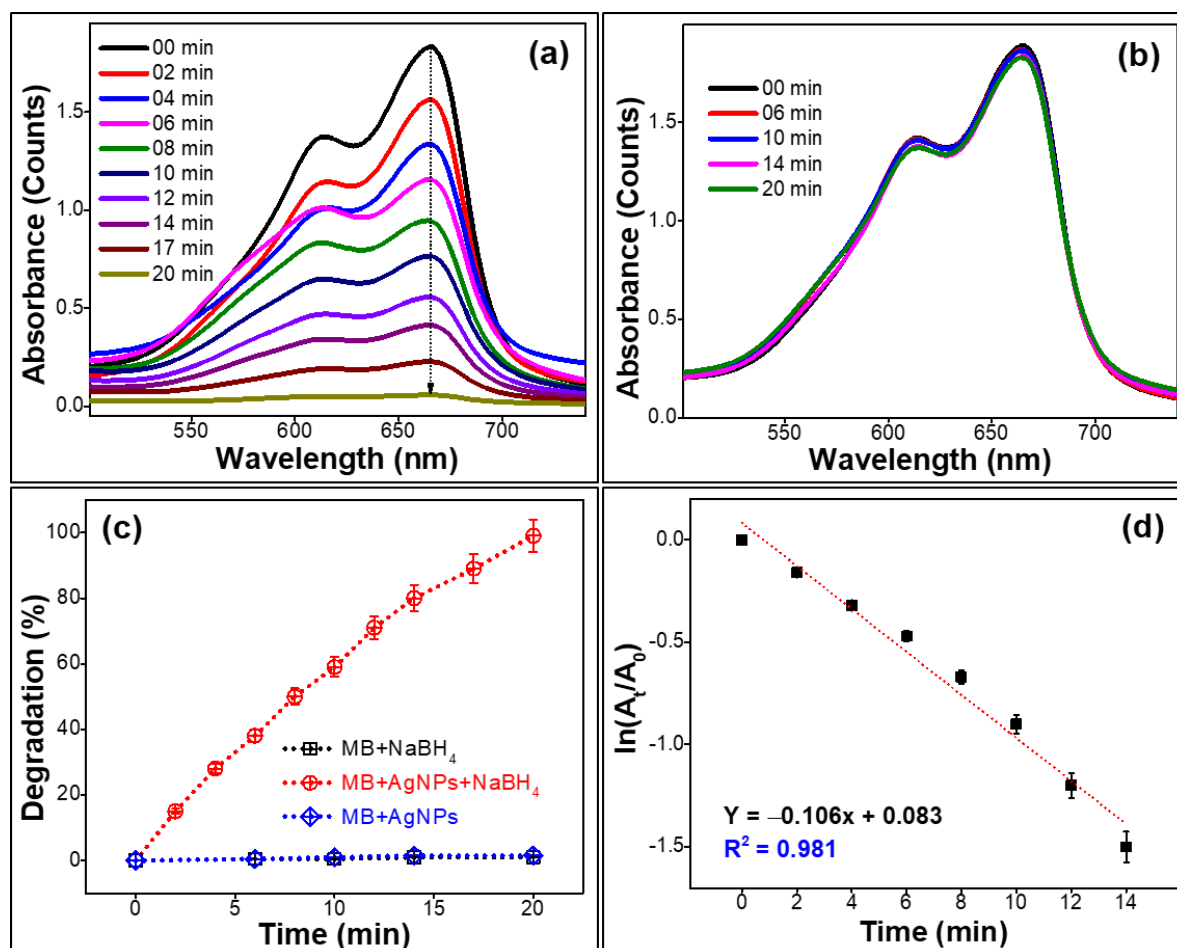 (a)
00 min
02 min
04 min
06 min
08 min
10 min
12 min
14 min
17 min
20 min
1.5
1.0
0.5
0.0
550 600 650 700
Wavelength (nm)
Absorbance (Counts)
(b)
00 min
06 min
10 min
14 min
20 min
1.5
1.0
0.5
0.0
550 600 650 700
Wavelength (nm)
Absorbance (Counts)
(c)
100
80
60
40
20
0
MB+NaBH₄
MB+AgNPs+NaBH₄
MB+AgNPs
0 5 10 15 20
Time (min)
Degradation (%)
(d)
0.0
-0.5
-1.0
-1.5
Y = –0.106x + 0.083
R² = 0.981
0 2 4 6 8 10 12 14
Time (min)
ln(Aₜ/A₀)